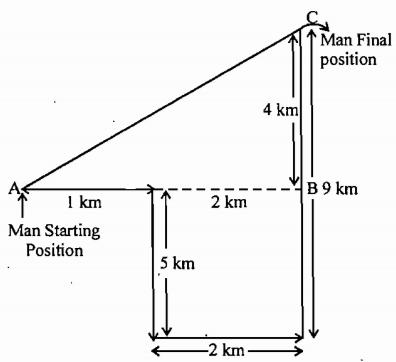 C
Man Final
position
4 km
A
B 9 km
1 km
2 km
Man Starting
Position
5 km
2 km